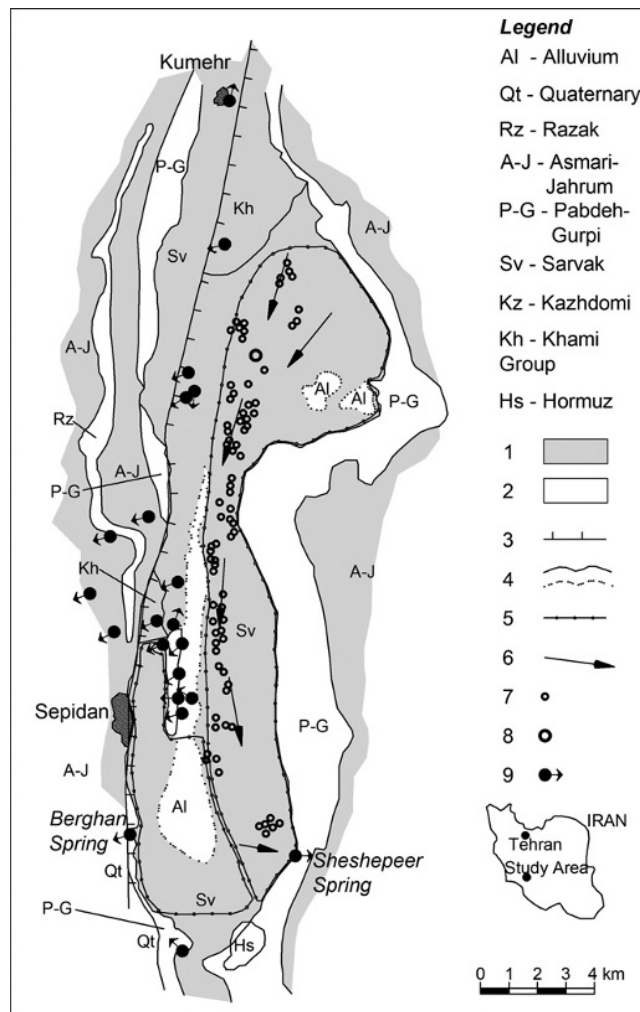 Legend
Al - Alluvium
Qt - Quaternary
Rz - Razak
A-J - Asmari-
Jahrum
P-G - Pabdeh-
Gurpi
Sv - Sarvak
Kz - Kazhdomi
Kh - Khami
Group
Hs - Hormuz
1
2
3
4
5
6
7
8
9
IRAN
Tehran
Study Area
0 1 2 3 4 km
Kumehr
P-G
Kh
A-J
Sv
A-J
Al
Al
P-G
Rz
A-J
P-G
A-J
Kh
Sv
Sepidan
P-G
A-J
Al
Berghan
Spring
Sheshepeer
Spring
Qt
Sv
P-G
Qt
Hs